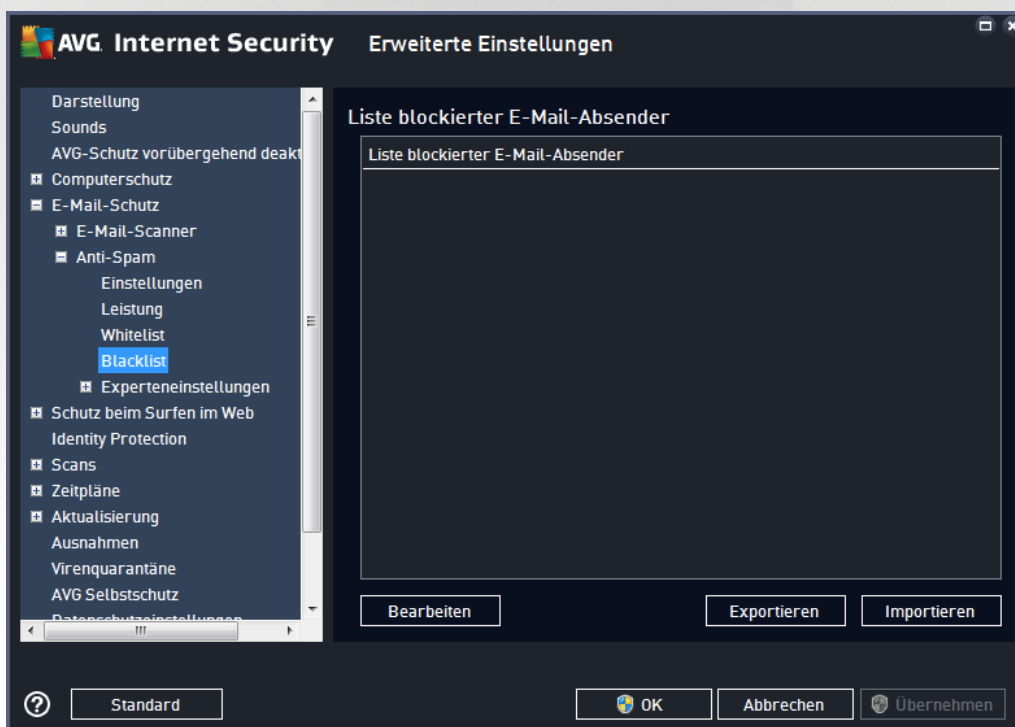 AVG. Internet Security Erweiterte Einstellungen
Darstellung
Sounds
AVG-Schutz vorübergehend deakt
Computerschutz
E-Mail-Schutz
E-Mail-Scanner
Anti-Spam
Einstellungen
Leistung
Whitelist
Blacklist
Experteneinstellungen
Schutz beim Surfen im Web
Identity Protection
Scans
Zeitpläne
Aktualisierung
Ausnahmen
Virenquarantäne
AVG Selbstschutz
Datenschutzeinstellungen
Liste blockierter E-Mail-Absender
Liste blockierter E-Mail-Absender
Bearbeiten Exportieren Importieren
Standard OK Abbrechen Übernehmen